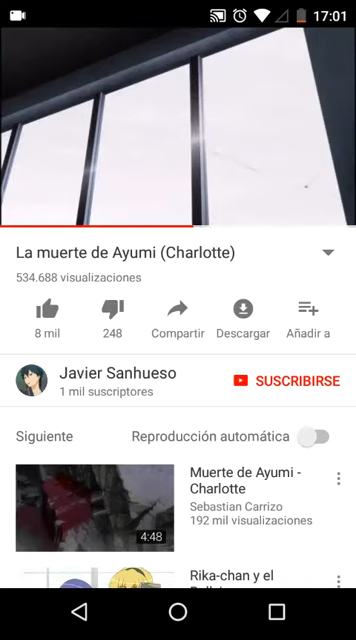 17:01
La muerte de Ayumi (Charlotte)
534.688 visualizaciones
8 mil
248
Compartir
Descargar
Añadir a
Javier Sanhueso
1 mil suscriptores
SUSCRIBIRSE
Siguiente
Reproducción automática
Muerte de Ayumi -
Charlotte
Sebastian Carrizo
192 mil visualizaciones
4:48
Rika-chan y el